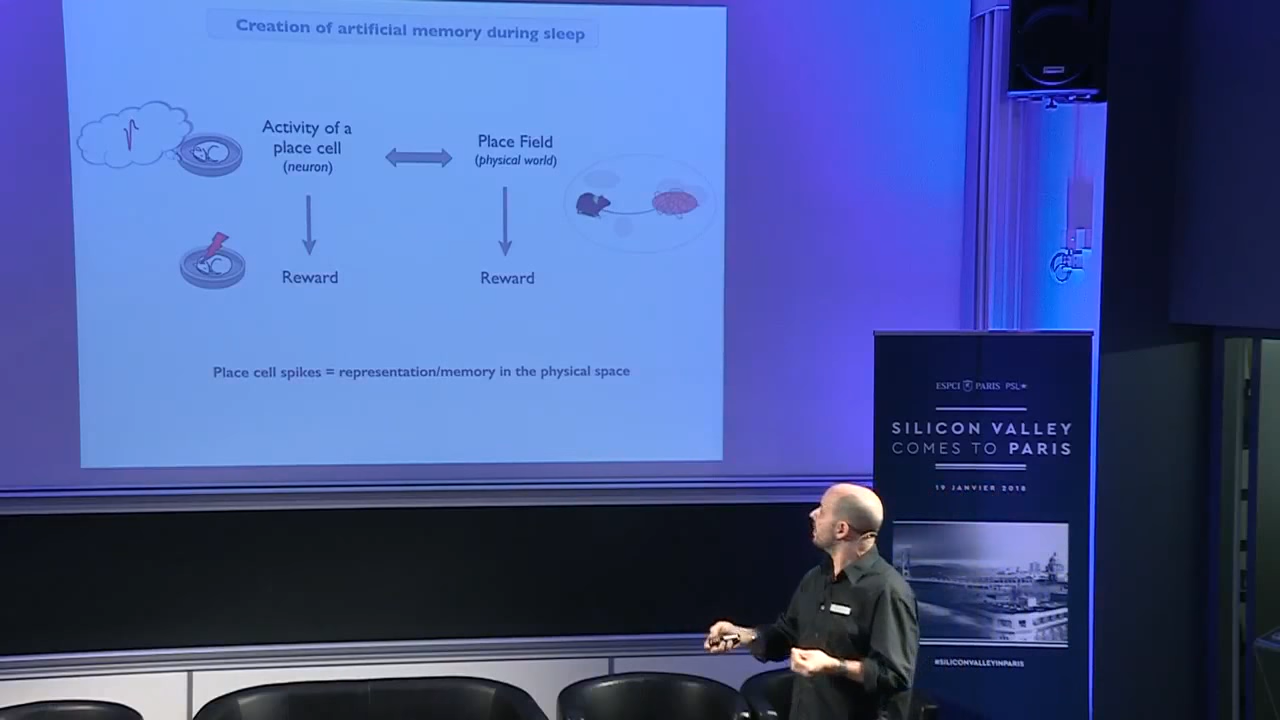 Creation of artificial memory during sleep
Activity of a
place cell
(neuron)
Place Field
(physical world)
Reward
Reward
Place cell spikes = representation/memory in the physical space
ESPCI PARIS PSL★
SILICON VALLEY
COMES TO PARIS
19 JANVIER 2018
#SILICONVALLEYINPARIS